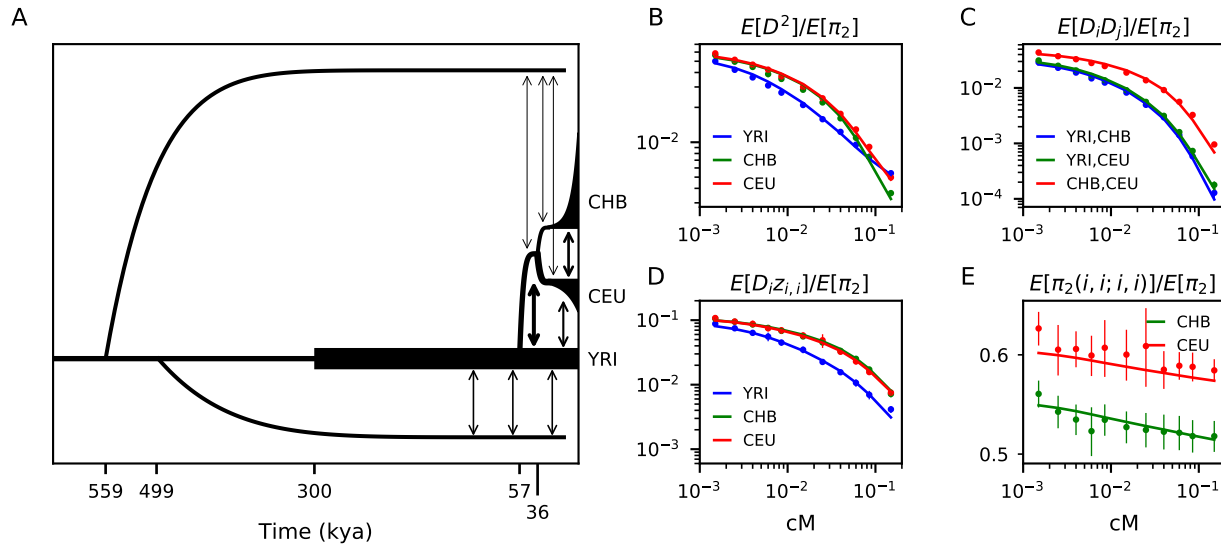 A
CHB
CEU
YRI
559
499
300
57
36
Time (kya)
B
E[D²]/E[π₂]
10⁻²
YRI
CHB
CEU
10⁻³
10⁻²
10⁻¹
C
E[D_iD_j]/E[π₂]
10⁻²
10⁻³
10⁻⁴
YRI,CHB
YRI,CEU
CHB,CEU
10⁻³
10⁻²
10⁻¹
D
E[D_iz_{i,i}]/E[π₂]
10⁻¹
10⁻²
10⁻³
YRI
CHB
CEU
10⁻³
10⁻²
10⁻¹
cM
E
E[π₂(i, i; i, i)]/E[π₂]
0.6
0.5
CHB
CEU
10⁻³
10⁻²
10⁻¹
cM